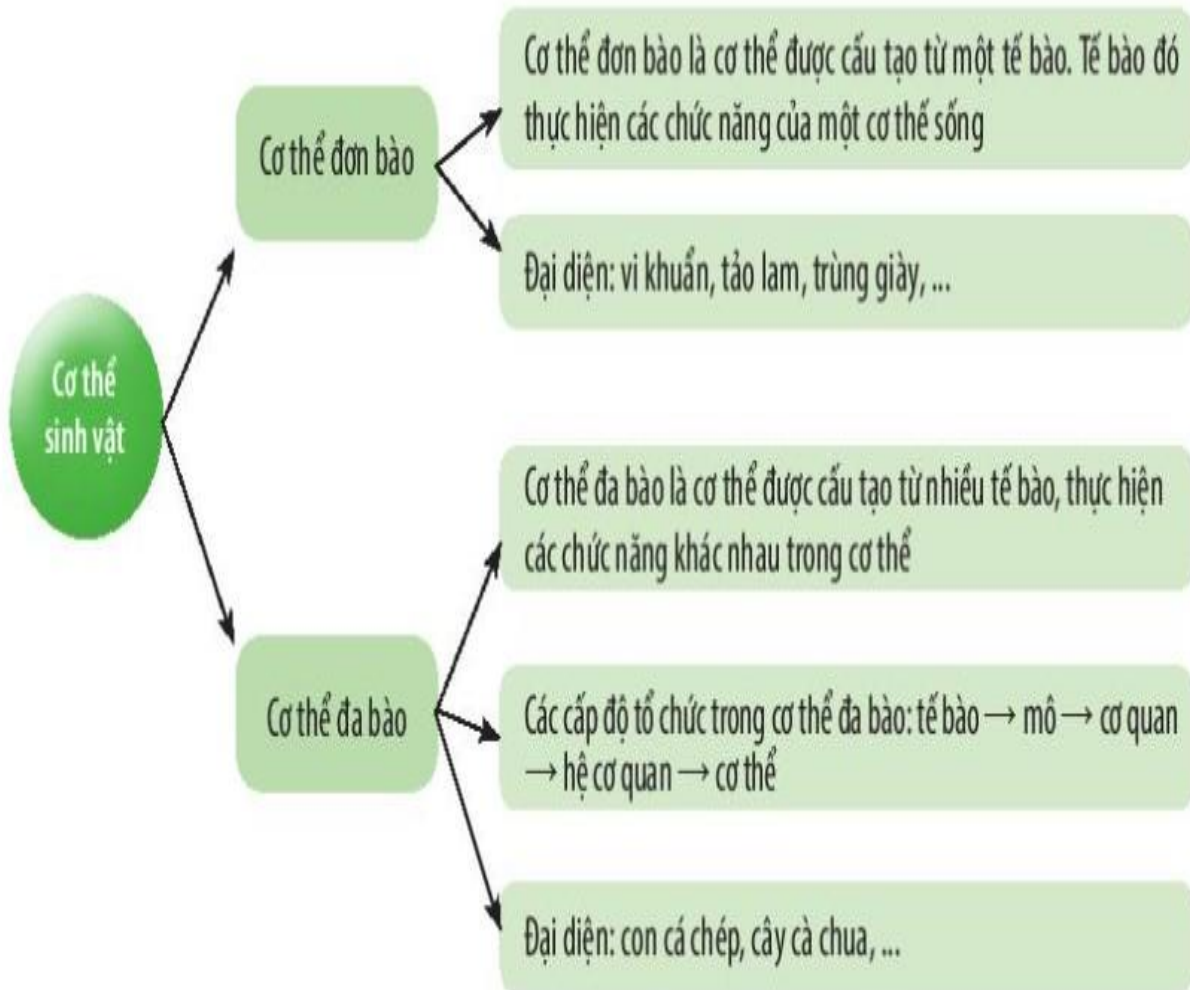 Cơ thể
sinh vật
Cơ thể đơn bào
Cơ thể đơn bào là cơ thể được cấu tạo từ một tế bào. Tế bào đó
thực hiện các chức năng của một cơ thế sống
Đại diện: vi khuẩn, tảo lam, trùng giày, ...
Cơ thể đa bào
Cơ thể đa bào là cơ thể được cấu tạo từ nhiều tế bào, thực hiện
các chức năng khác nhau trong cơ thể
Các cấp độ tổ chức trong cơ thể đa bào: tế bào → mô → cơ quan
→ hệ cơ quan → cơ thể
Đại diện: con cá chép, cây cà chua, ...